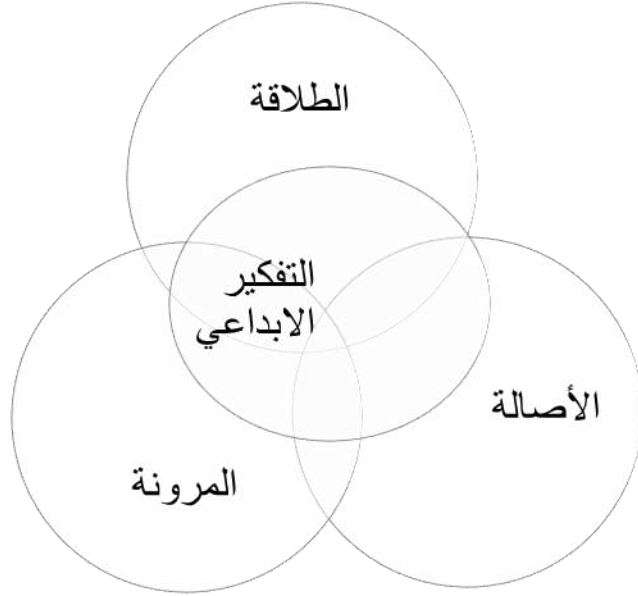 الطلاقة
التفكير
الابداعي
الأصالة
المرونة